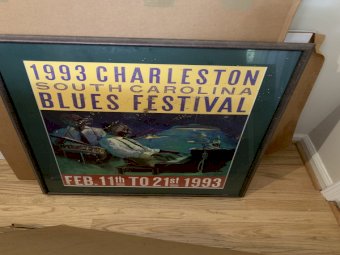 1993 CHARLESTON
SOUTH CAROLINA
BLUES FESTIVAL
FEB. 11th TO 21st 1993